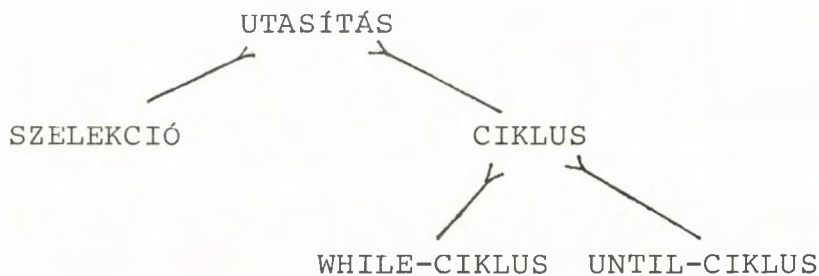 UTASÍTÁS
SZELEKCIÓ CIKLUS
WHILE-CIKLUS UNTIL-CIKLUS